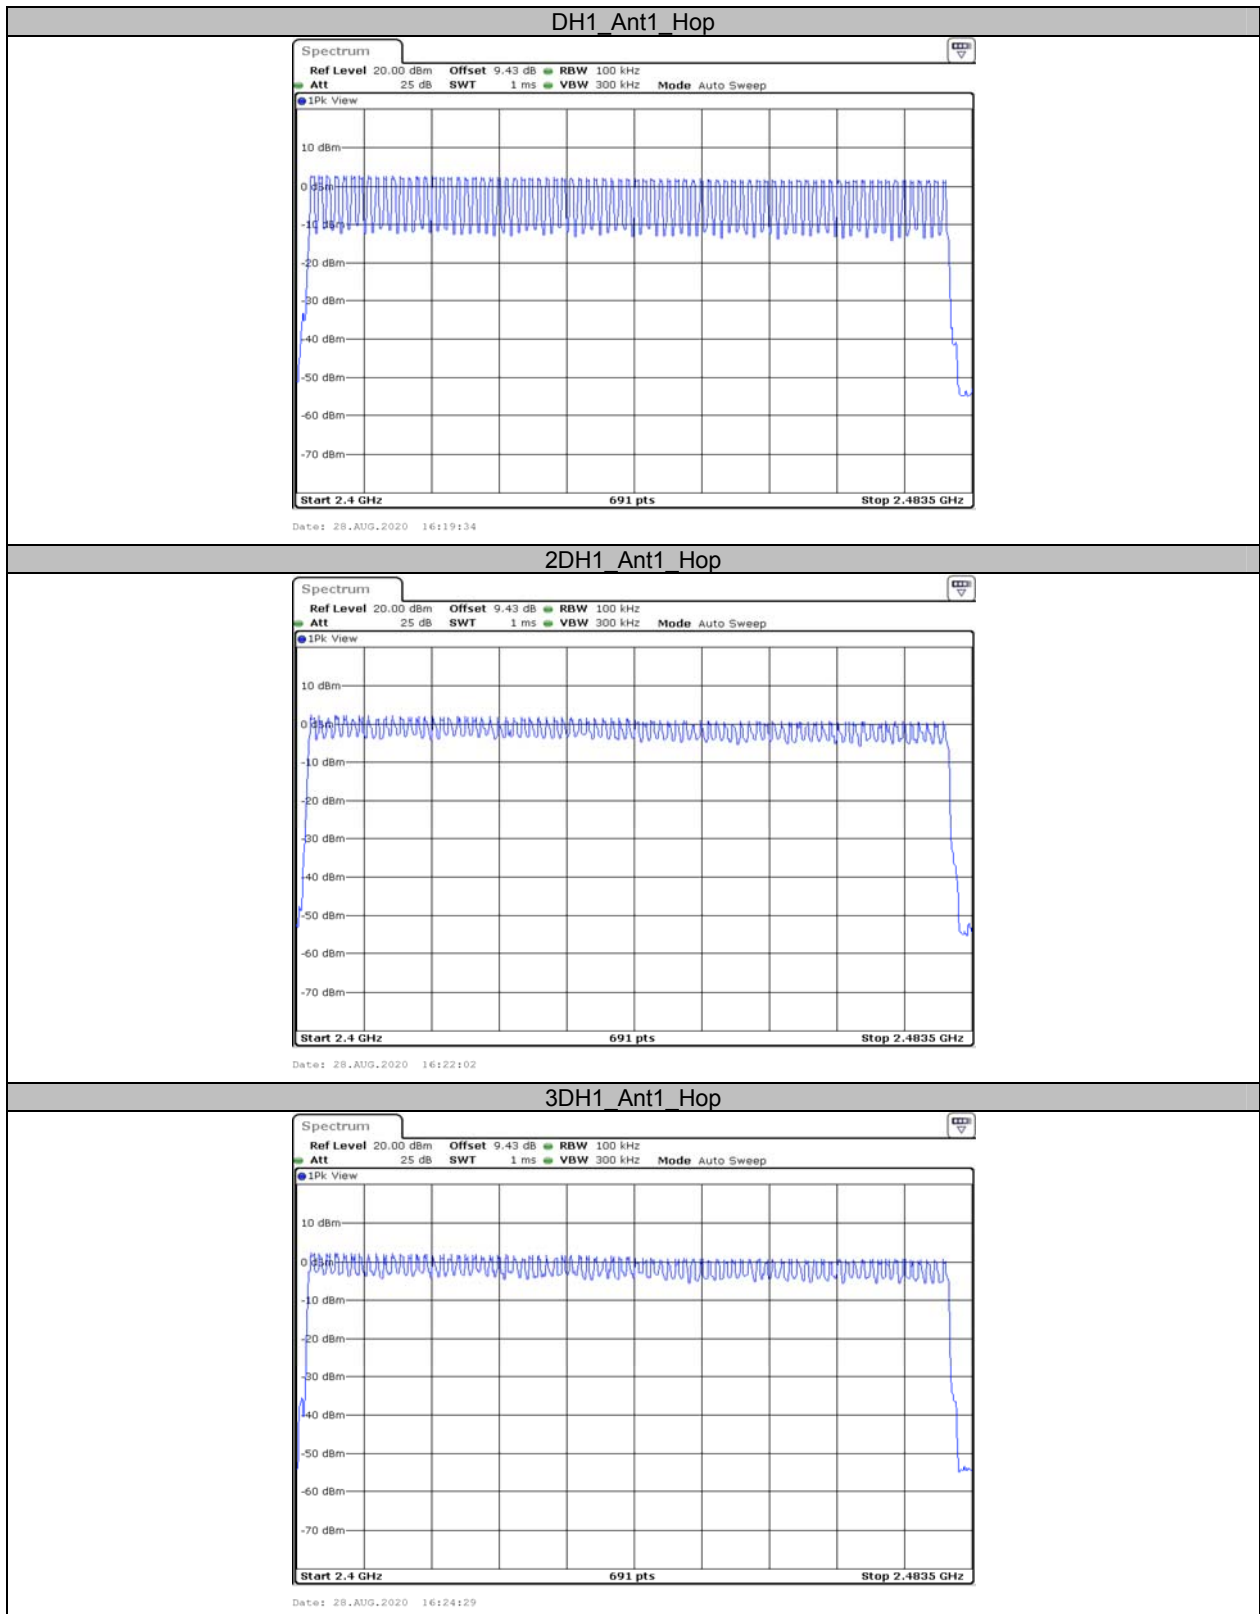 DH1_Ant1_Hop
Spectrum
Ref Level 20.00 dBm Offset 9.43 dB RBW 100 kHz
Att 25 dB SWT 1 ms VBW 300 kHz Mode Auto Sweep
1Pk View
10 dBm
0 dBm
-10 dBm
-20 dBm
-30 dBm
-40 dBm
-50 dBm
-60 dBm
-70 dBm
Start 2.4 GHz 691 pts Stop 2.4835 GHz
Date: 28.AUG.2020 16:19:34
2DH1_Ant1_Hop
Spectrum
Ref Level 20.00 dBm Offset 9.43 dB RBW 100 kHz
Att 25 dB SWT 1 ms VBW 300 kHz Mode Auto Sweep
1Pk View
10 dBm
0 dBm
-10 dBm
-20 dBm
-30 dBm
-40 dBm
-50 dBm
-60 dBm
-70 dBm
Start 2.4 GHz 691 pts Stop 2.4835 GHz
Date: 28.AUG.2020 16:22:02
3DH1_Ant1_Hop
Spectrum
Ref Level 20.00 dBm Offset 9.43 dB RBW 100 kHz
Att 25 dB SWT 1 ms VBW 300 kHz Mode Auto Sweep
1Pk View
10 dBm
0 dBm
-10 dBm
-20 dBm
-30 dBm
-40 dBm
-50 dBm
-60 dBm
-70 dBm
Start 2.4 GHz 691 pts Stop 2.4835 GHz
Date: 28.AUG.2020 16:24:29